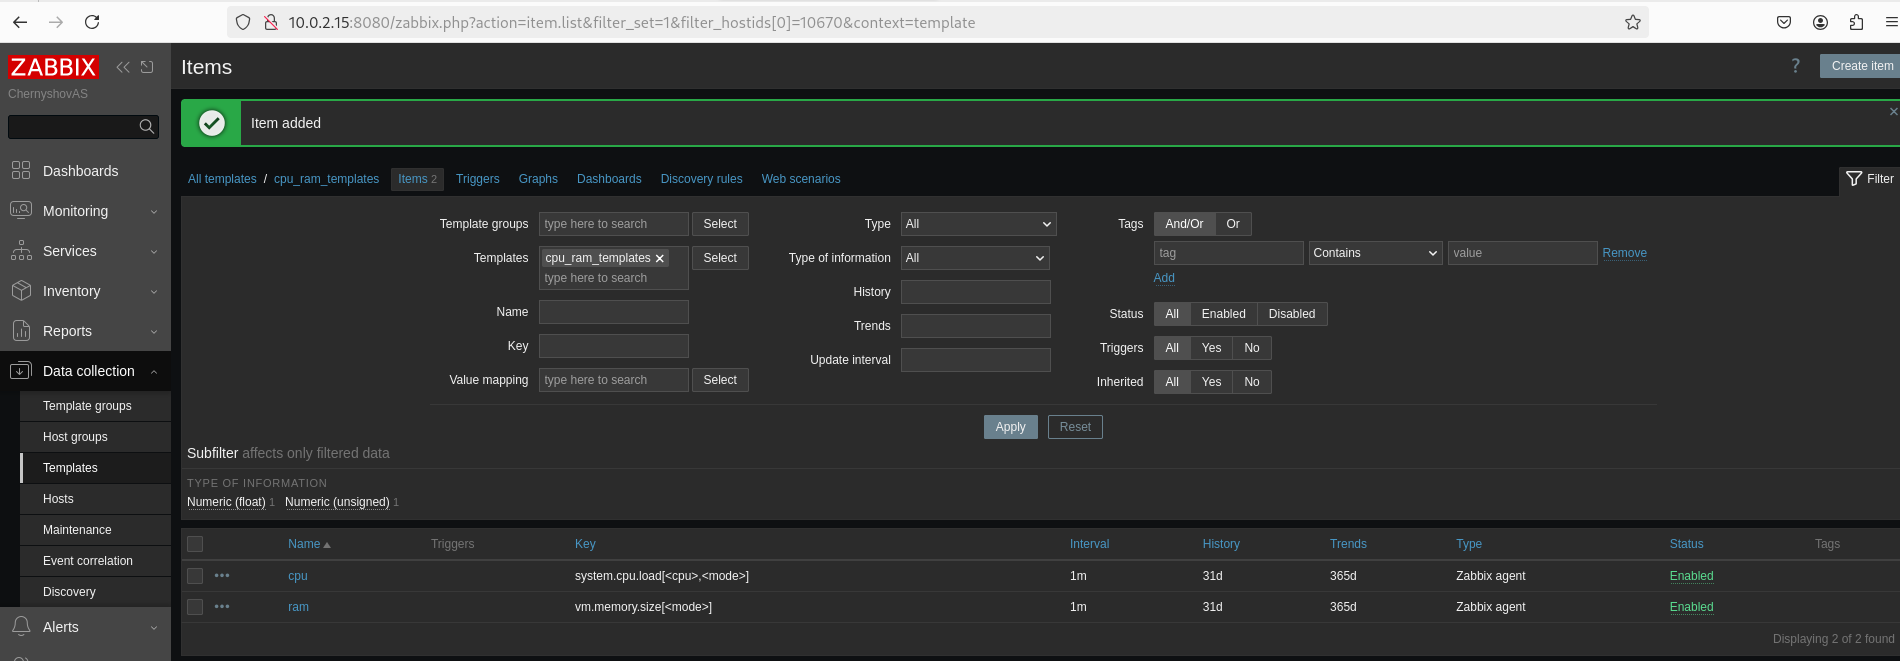 10.0.2.15:8080/zabbix.php?action=item.list&filter_set=1&filter_hostids[0]=10670&context=template
ZABBIX
ChernyshovAS
Dashboards
Monitoring
Services
Inventory
Reports
Data collection
Template groups
Host groups
Templates
Hosts
Maintenance
Event correlation
Discovery
Alerts
Items
? Create item
Item added
All templates / cpu_ram_templates Items 2 Triggers Graphs Dashboards Discovery rules Web scenarios
Filter
Template groups type here to search Select
Templates cpu_ram_templates Select
type here to search
Name
Key
Value mapping type here to search Select
Type All
Type of information All
History
Trends
Update interval
Tags And/Or Or
tag Contains value Remove
Add
Status All Enabled Disabled
Triggers All Yes No
Inherited All Yes No
Apply Reset
Subfilter affects only filtered data
TYPE OF INFORMATION
Numeric (float) 1 Numeric (unsigned) 1
Name Triggers Key Interval History Trends Type Status Tags
cpu system.cpu.load[<cpu>,<mode>] 1m 31d 365d Zabbix agent Enabled
ram vm.memory.size[<mode>] 1m 31d 365d Zabbix agent Enabled
Displaying 2 of 2 found